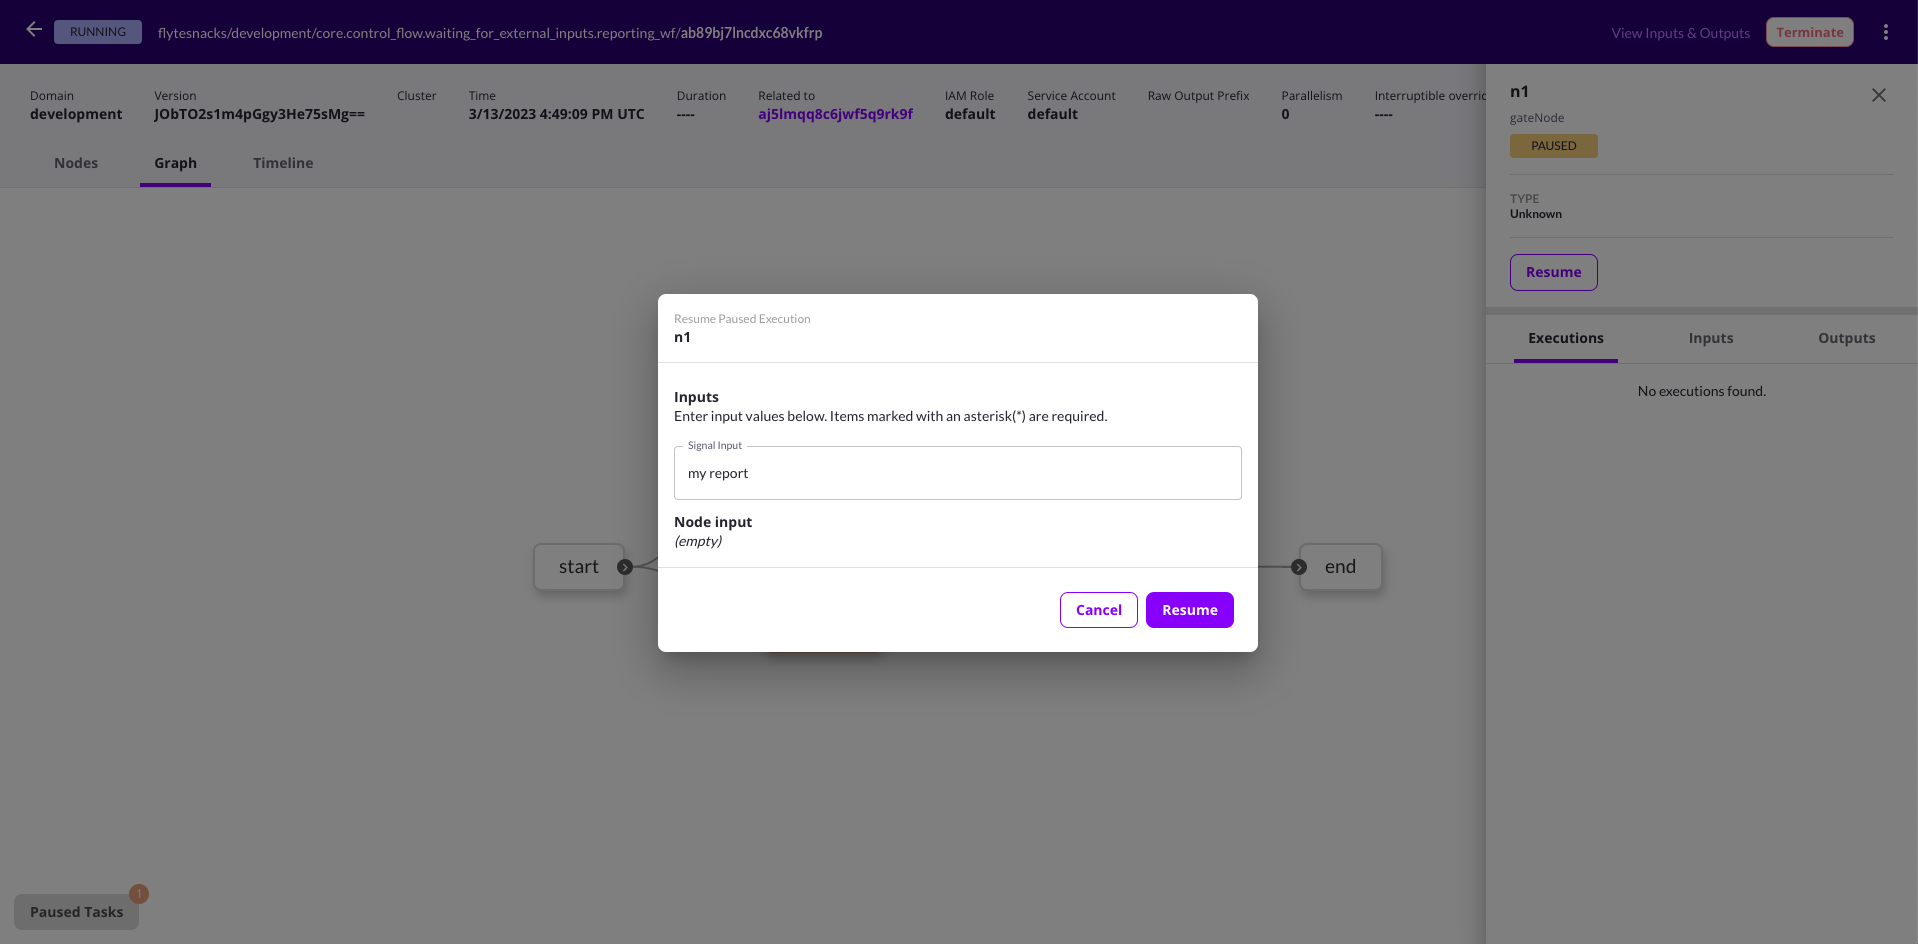 RUNNING flytesnacks/development/core.control_flow.waiting_for_external_inputs.reporting_wf/ab89bj7lncdxc68vkfrp View Inputs & Outputs Terminate
Domain Version Cluster Time Duration Related to IAM Role Service Account Raw Output Prefix Parallelism Interruptible overric
development JObTO2s1m4pGgy3He75sMg== 3/13/2023 4:49:09 PM UTC ---- aj5lmqq8c6jwf5q9rk9f default default 0 ----
Nodes Graph Timeline
n1
gateNode
PAUSED
TYPE
Unknown
Resume
Executions Inputs Outputs
No executions found.
Resume Paused Execution
n1
Inputs
Enter input values below. Items marked with an asterisk(*) are required.
Signal Input
my report
Node input
(empty)
Cancel Resume
start end
Paused Tasks 1